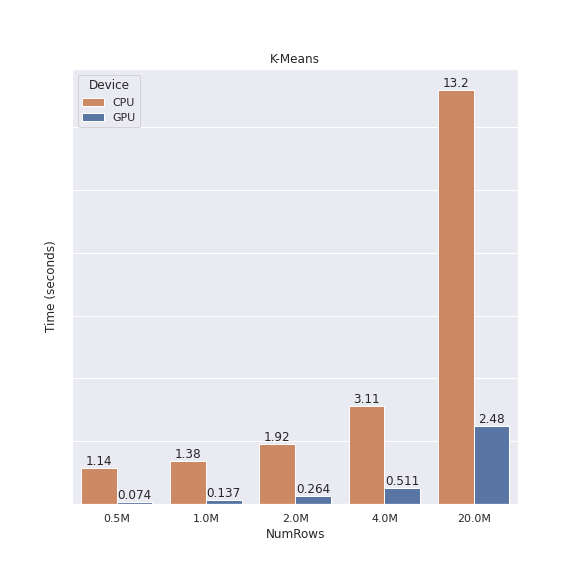 K-Means
Device
CPU
GPU
Time (seconds)
13.2
3.11
2.48
1.92
1.38
1.14
0.511
0.264
0.137
0.074
0.5M 1.0M 2.0M 4.0M 20.0M
NumRows